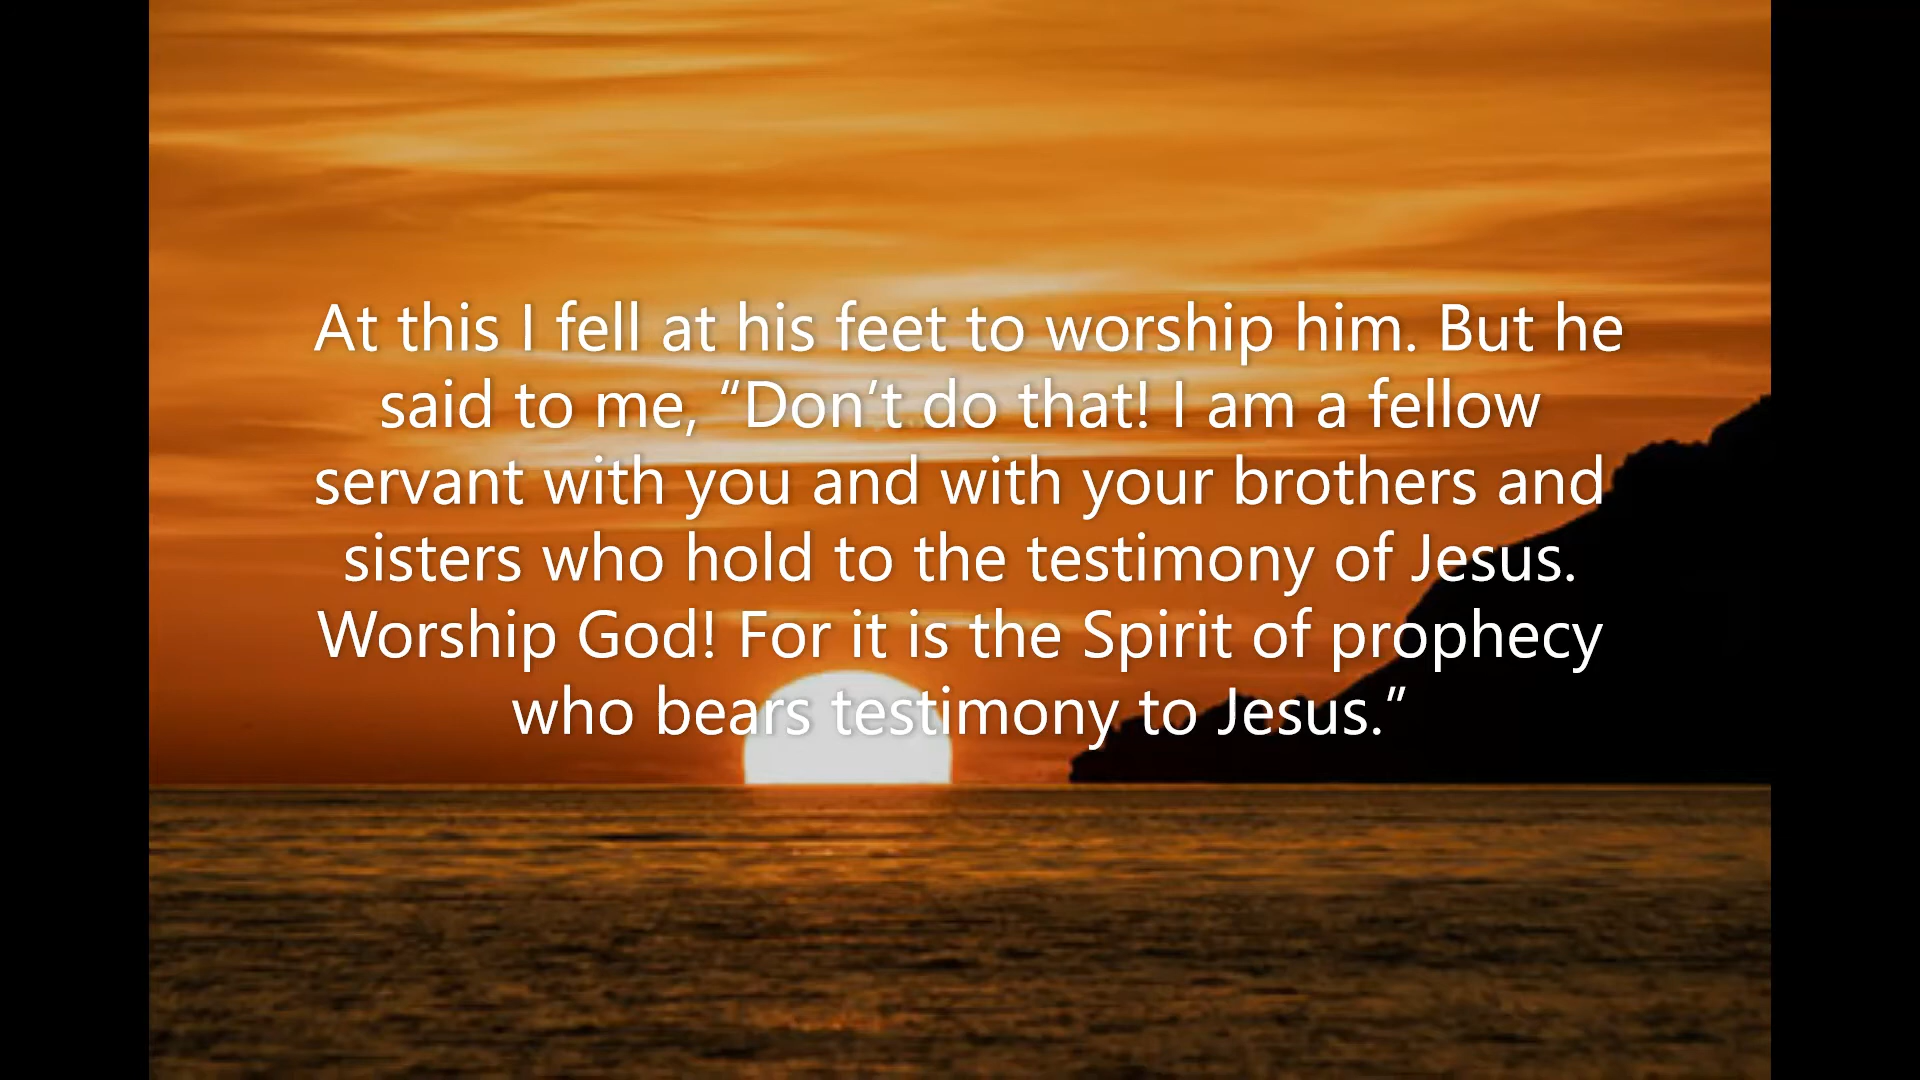 At this I fell at his feet to worship him. But he
said to me, “Don’t do that! I am a fellow
servant with you and with your brothers and
sisters who hold to the testimony of Jesus.
Worship God! For it is the Spirit of prophecy
who bears testimony to Jesus.”